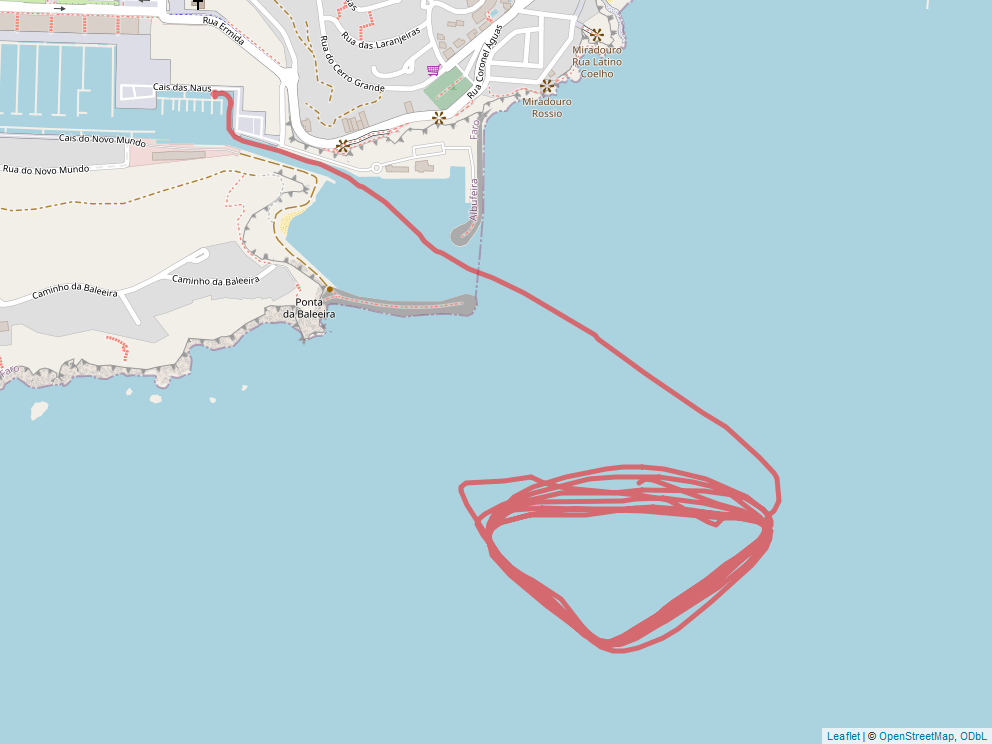 Rua Ermida
as
Rua das Laranjeiras
Rua do Cerro Grande
Rua Coronel Águas
Miradouro
Rua Latino
Coelho
Cais das Naus
Miradouro
Rossio
Faro
Cais do Novo Mundo
Rua do Novo Mundo
Albufeira
Caminho da Baleeira
Caminho da Baleeira
Ponta
da Baleeira
Faro
Leaflet | © OpenStreetMap, ODbL